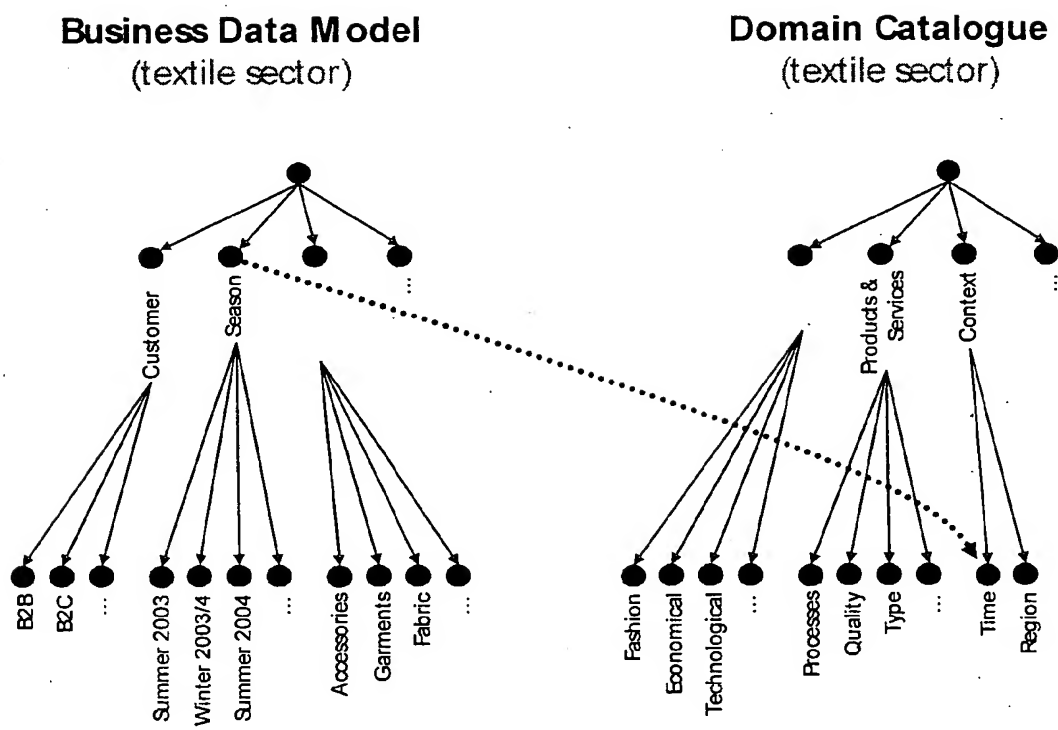 Business Data Model
(textile sector)
Domain Catalogue
(textile sector)
Customer
Season
...
Products &
Services
Context
...
B2B
B2C
...
Summer 2003
Winter 2003/4
Summer 2004
...
Accessories
Garments
Fabric
...
Fashion
Economical
Technological
...
Processes
Quality
Type
...
Time
Region